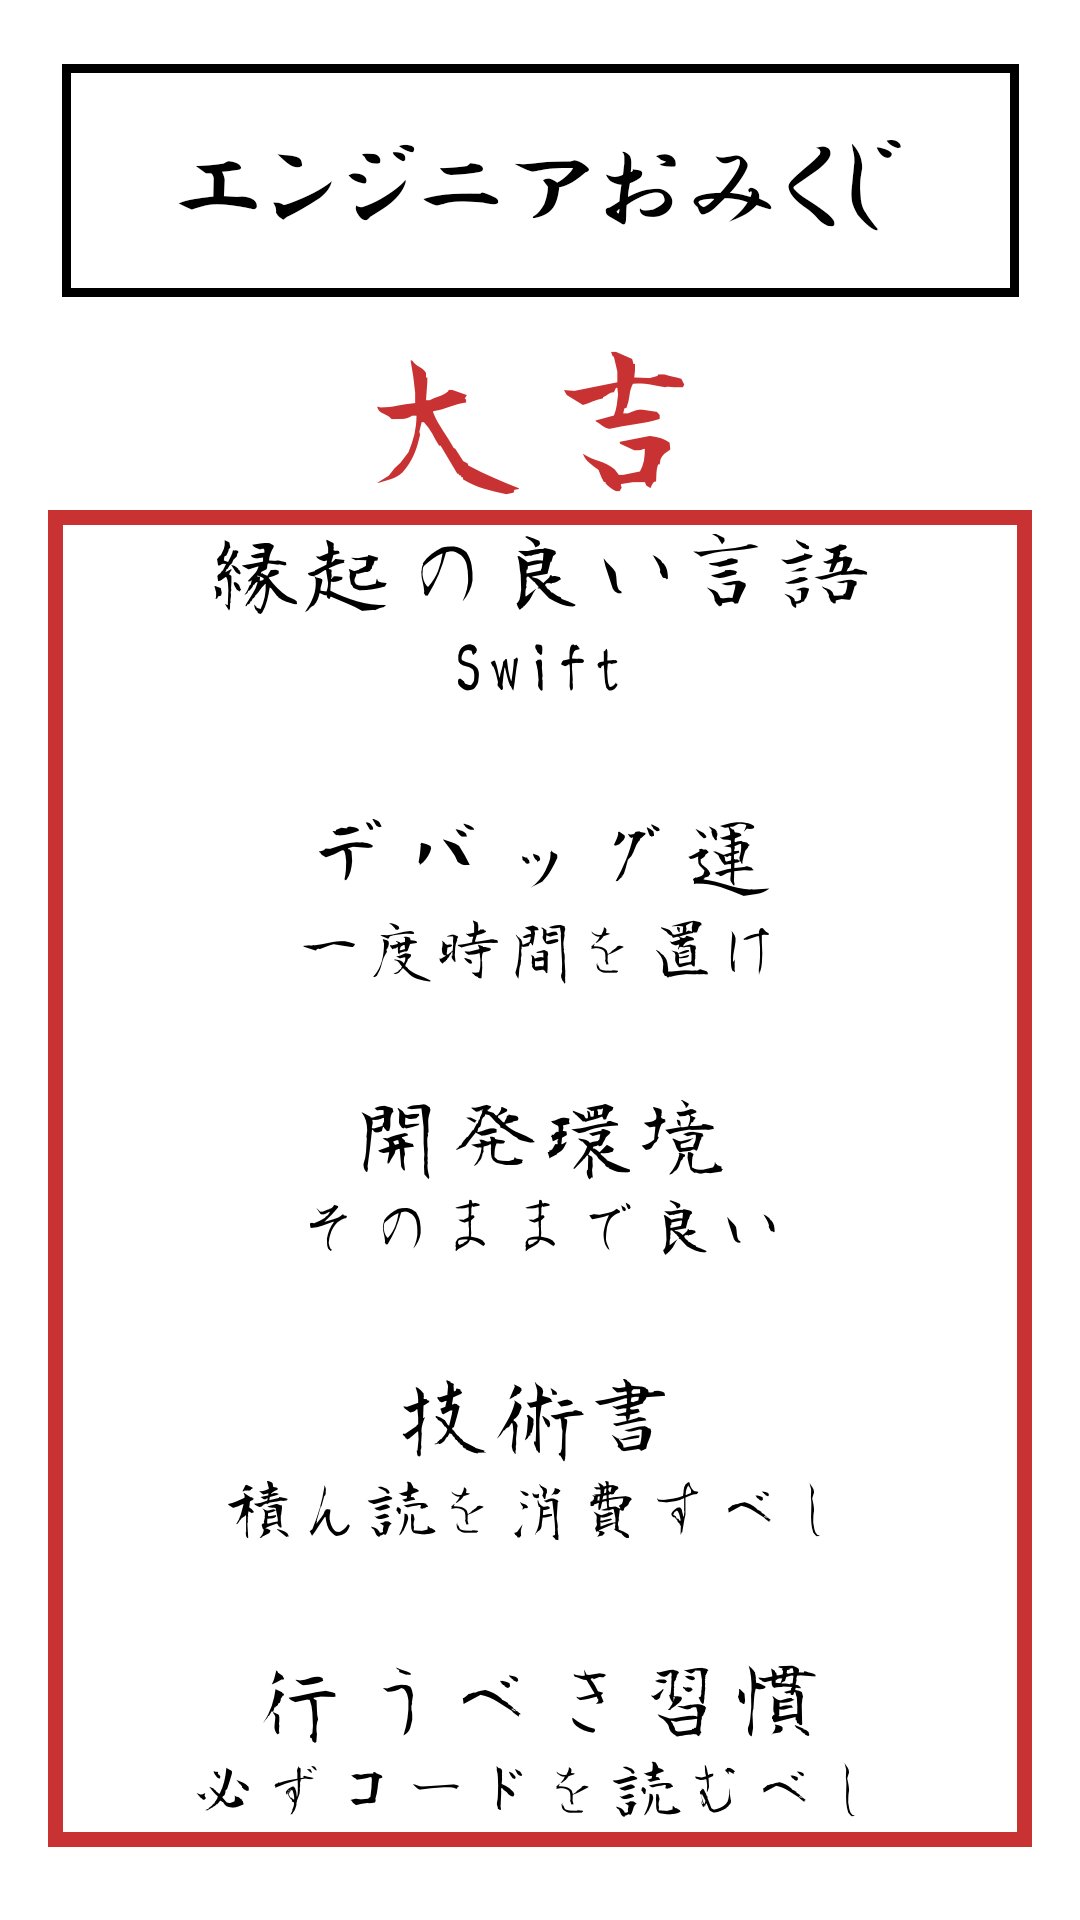 エンジニアおみくじ
大吉
縁起の良い言語
Swift
デバッグ運
一度時間を置け
開発環境
そのままで良い
技術書
積ん読を消費すべし
行うべき習慣
必ずコードを読むべし